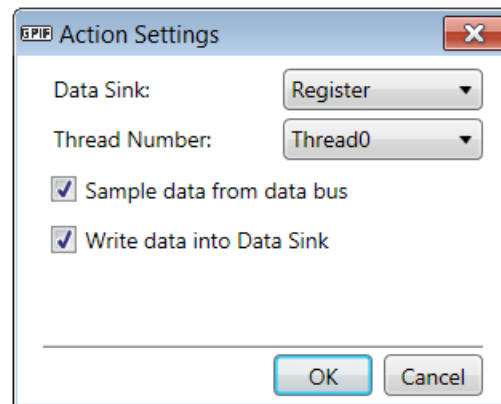 GPIF Action Settings
Data Sink: Register
Thread Number: Thread0
Sample data from data bus
Write data into Data Sink
OK Cancel